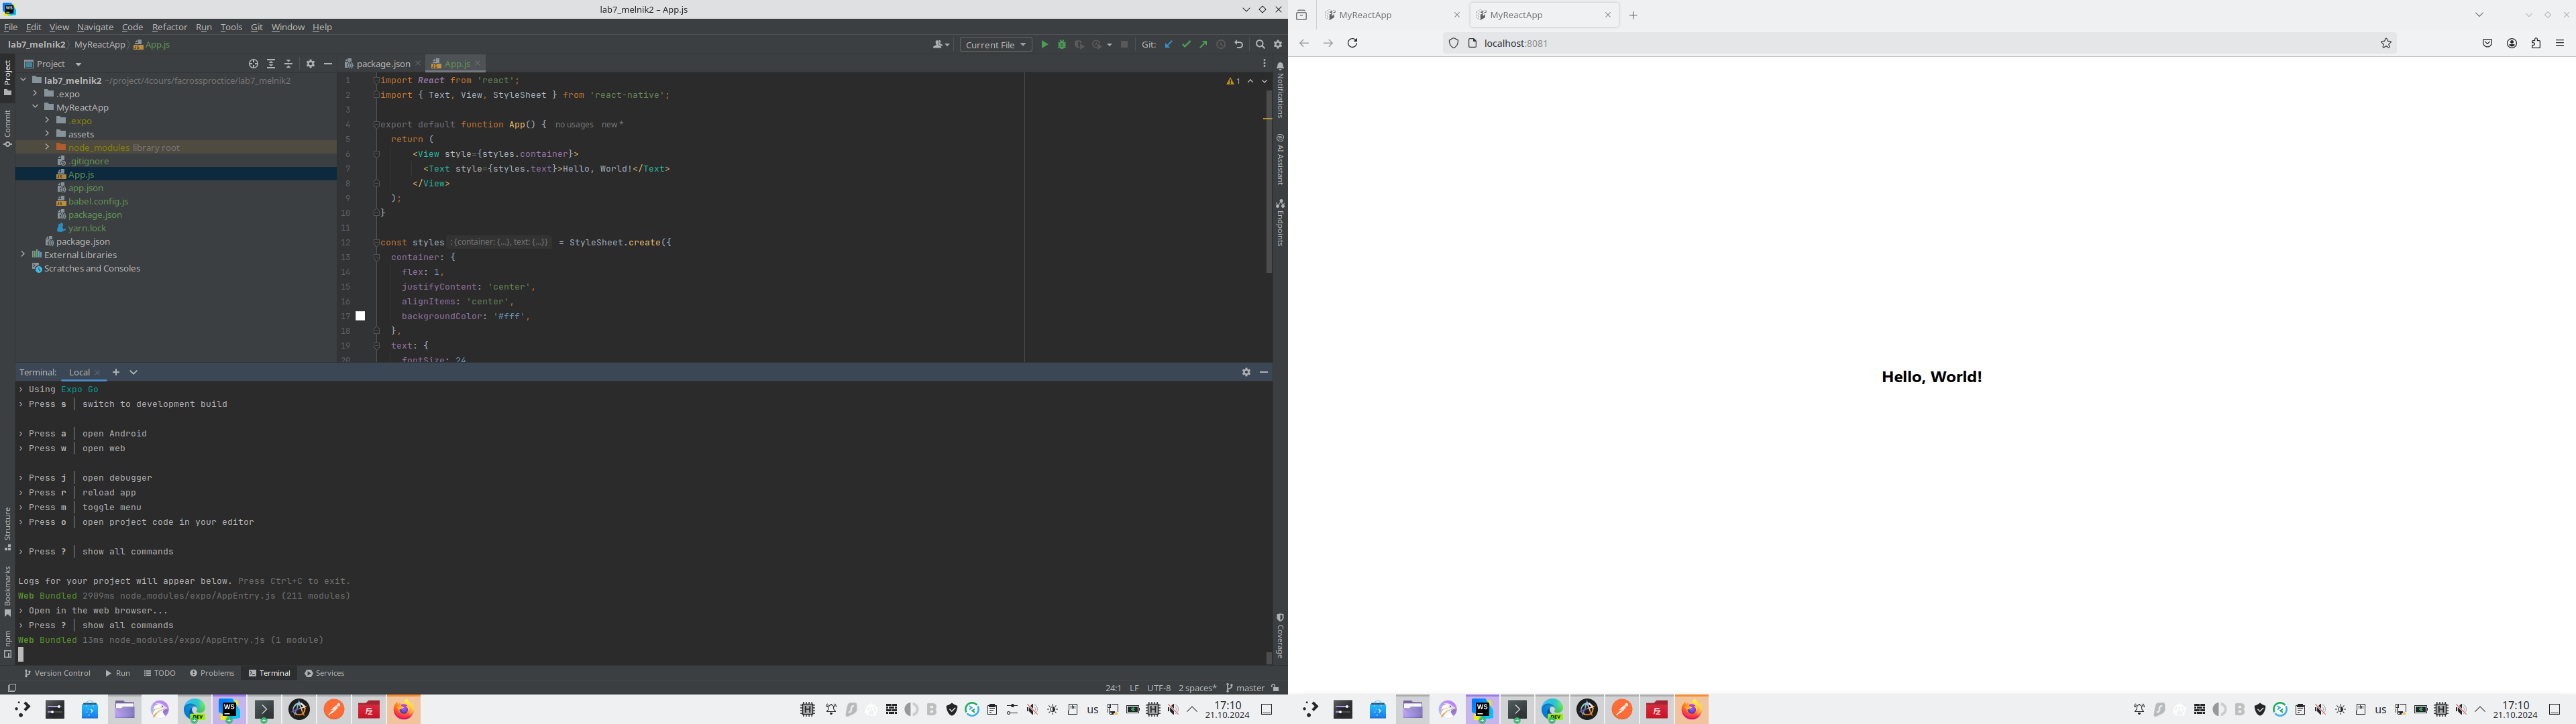 lab7_melnik2 – App.js
File Edit View Navigate Code Refactor Run Tools Git Window Help
lab7_melnik2 MyReactApp App.js
Current File
Git:
Project
package.json
App.js
lab7_melnik2 ~/project/4cours/facrossproctice/lab7_melnik2
.expo
MyReactApp
.expo
assets
node_modules library root
.gitignore
App.js
app.json
babel.config.js
package.json
yarn.lock
package.json
External Libraries
Scratches and Consoles
Project
Commit
Structure
Bookmarks
npm
1 import React from 'react';
2 import { Text, View, StyleSheet } from 'react-native';
3
4 export default function App() { no usages new *
5 return (
6 <View style={styles.container}>
7 <Text style={styles.text}>Hello, World!</Text>
8 </View>
9 );
10 }
11
12 const styles : {container: {...}, text: {...}} = StyleSheet.create({
13 container: {
14 flex: 1,
15 justifyContent: 'center',
16 alignItems: 'center',
17 backgroundColor: '#fff',
18 },
19 text: {
20 fontSize: 24
1
Notifications
AI Assistant
Endpoints
Coverage
Terminal: Local
› Using Expo Go
› Press s │ switch to development build
› Press a │ open Android
› Press w │ open web
› Press j │ open debugger
› Press r │ reload app
› Press m │ toggle menu
› Press o │ open project code in your editor
› Press ? │ show all commands
Logs for your project will appear below. Press Ctrl+C to exit.
Web Bundled 2909ms node_modules/expo/AppEntry.js (211 modules)
› Open in the web browser...
› Press ? │ show all commands
Web Bundled 13ms node_modules/expo/AppEntry.js (1 module)
Version Control Run TODO Problems Terminal Services
24:1 LF UTF-8 2 spaces* master
us
17:10
21.10.2024
MyReactApp
MyReactApp
localhost:8081
Hello, World!
us
17:10
21.10.2024